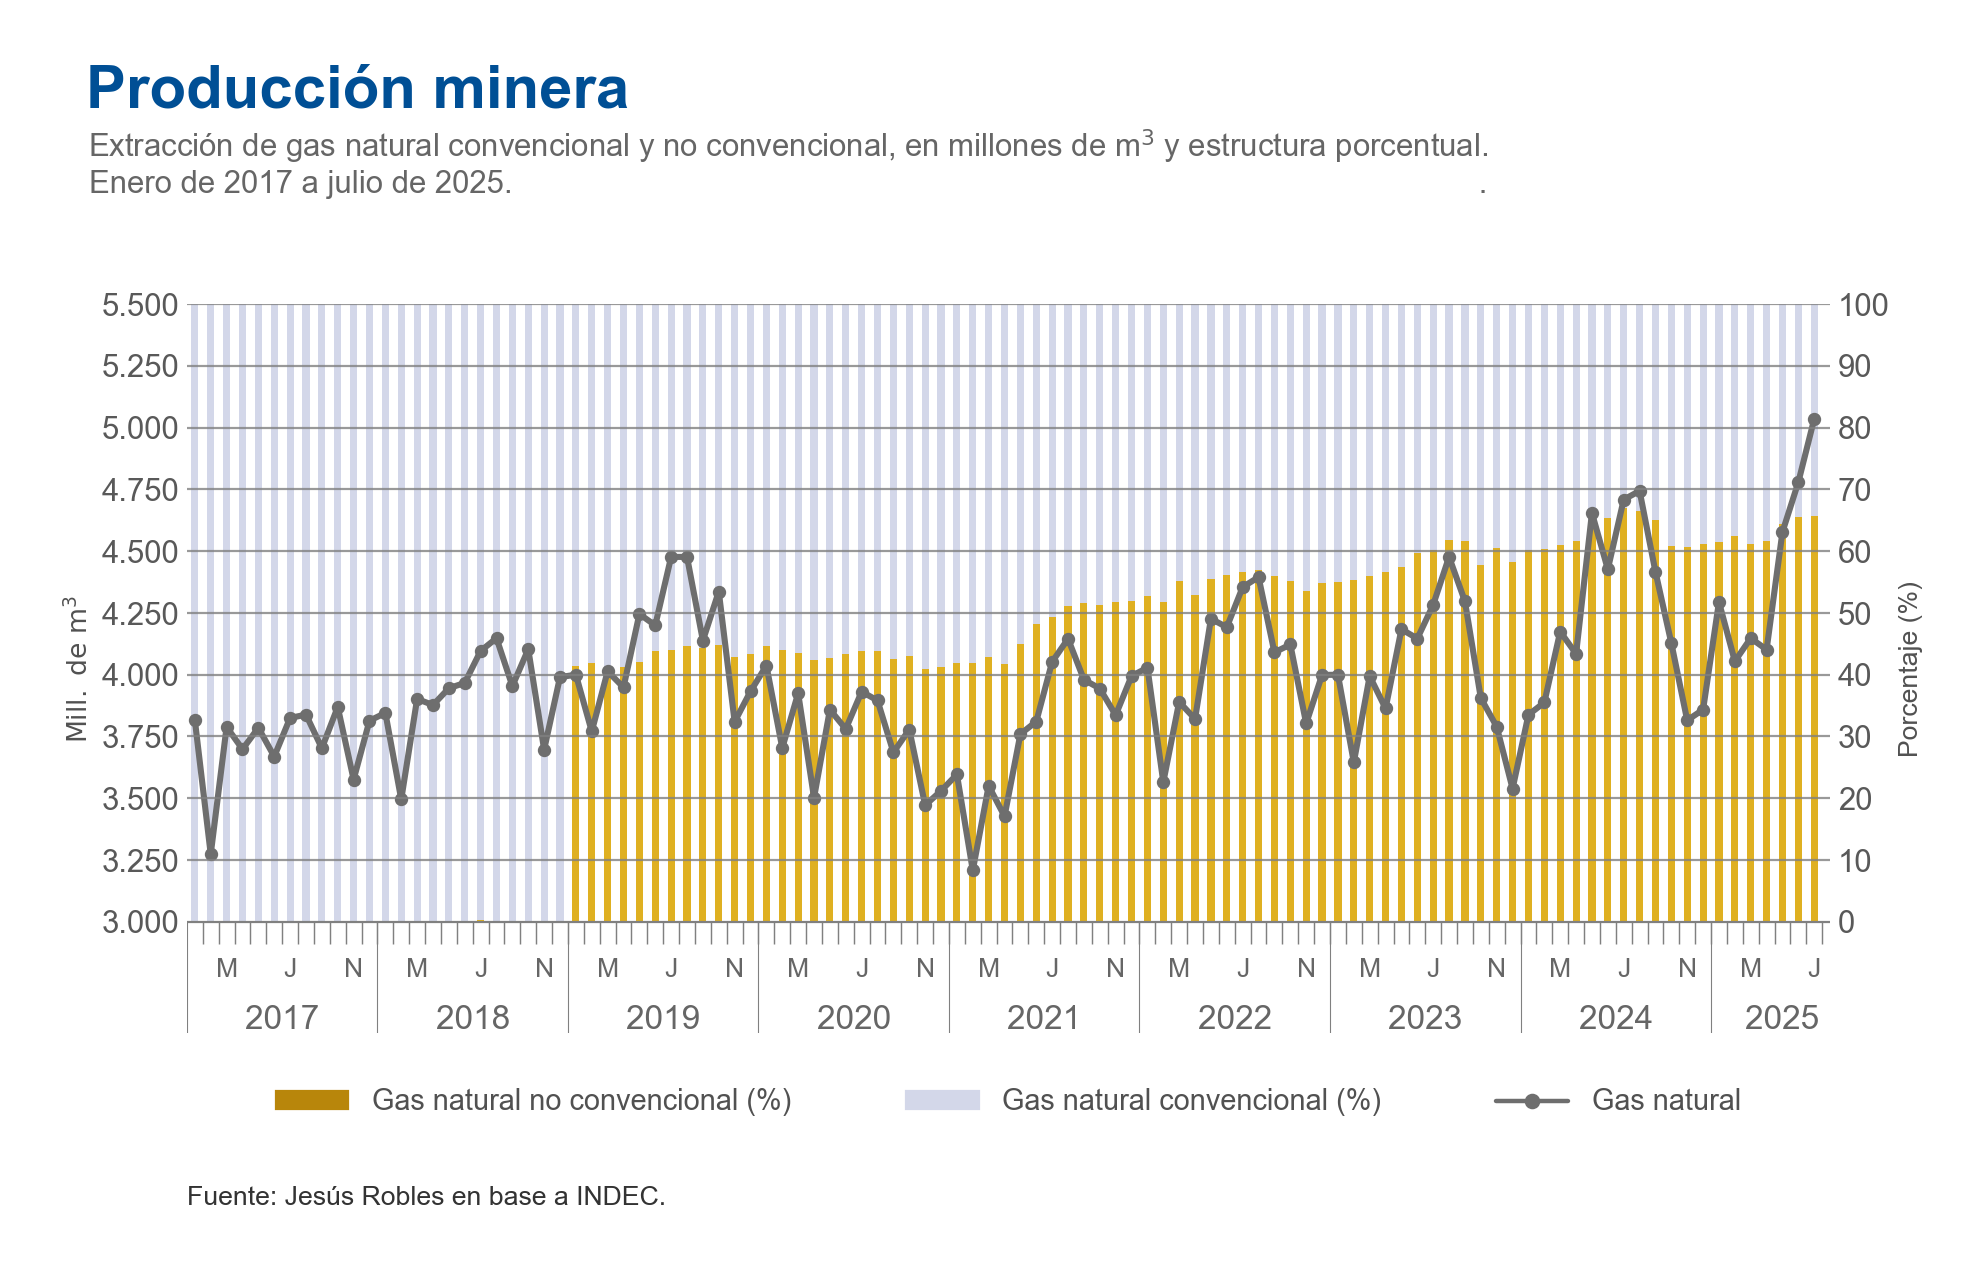 Producción minera
Extracción de gas natural convencional y no convencional, en millones de m³ y estructura porcentual.
Enero de 2017 a julio de 2025. .
5.500 100
5.250 90
5.000 80
4.750 70
4.500 60
4.250 50
4.000 40
3.750 30
3.500 20
3.250 10
3.000 0
Mill. de m³
Porcentaje (%)
M J N M J N M J N M J N M J N M J N M J N M J N M J
2017 2018 2019 2020 2021 2022 2023 2024 2025
Gas natural no convencional (%) Gas natural convencional (%) Gas natural
Fuente: Jesús Robles en base a INDEC.